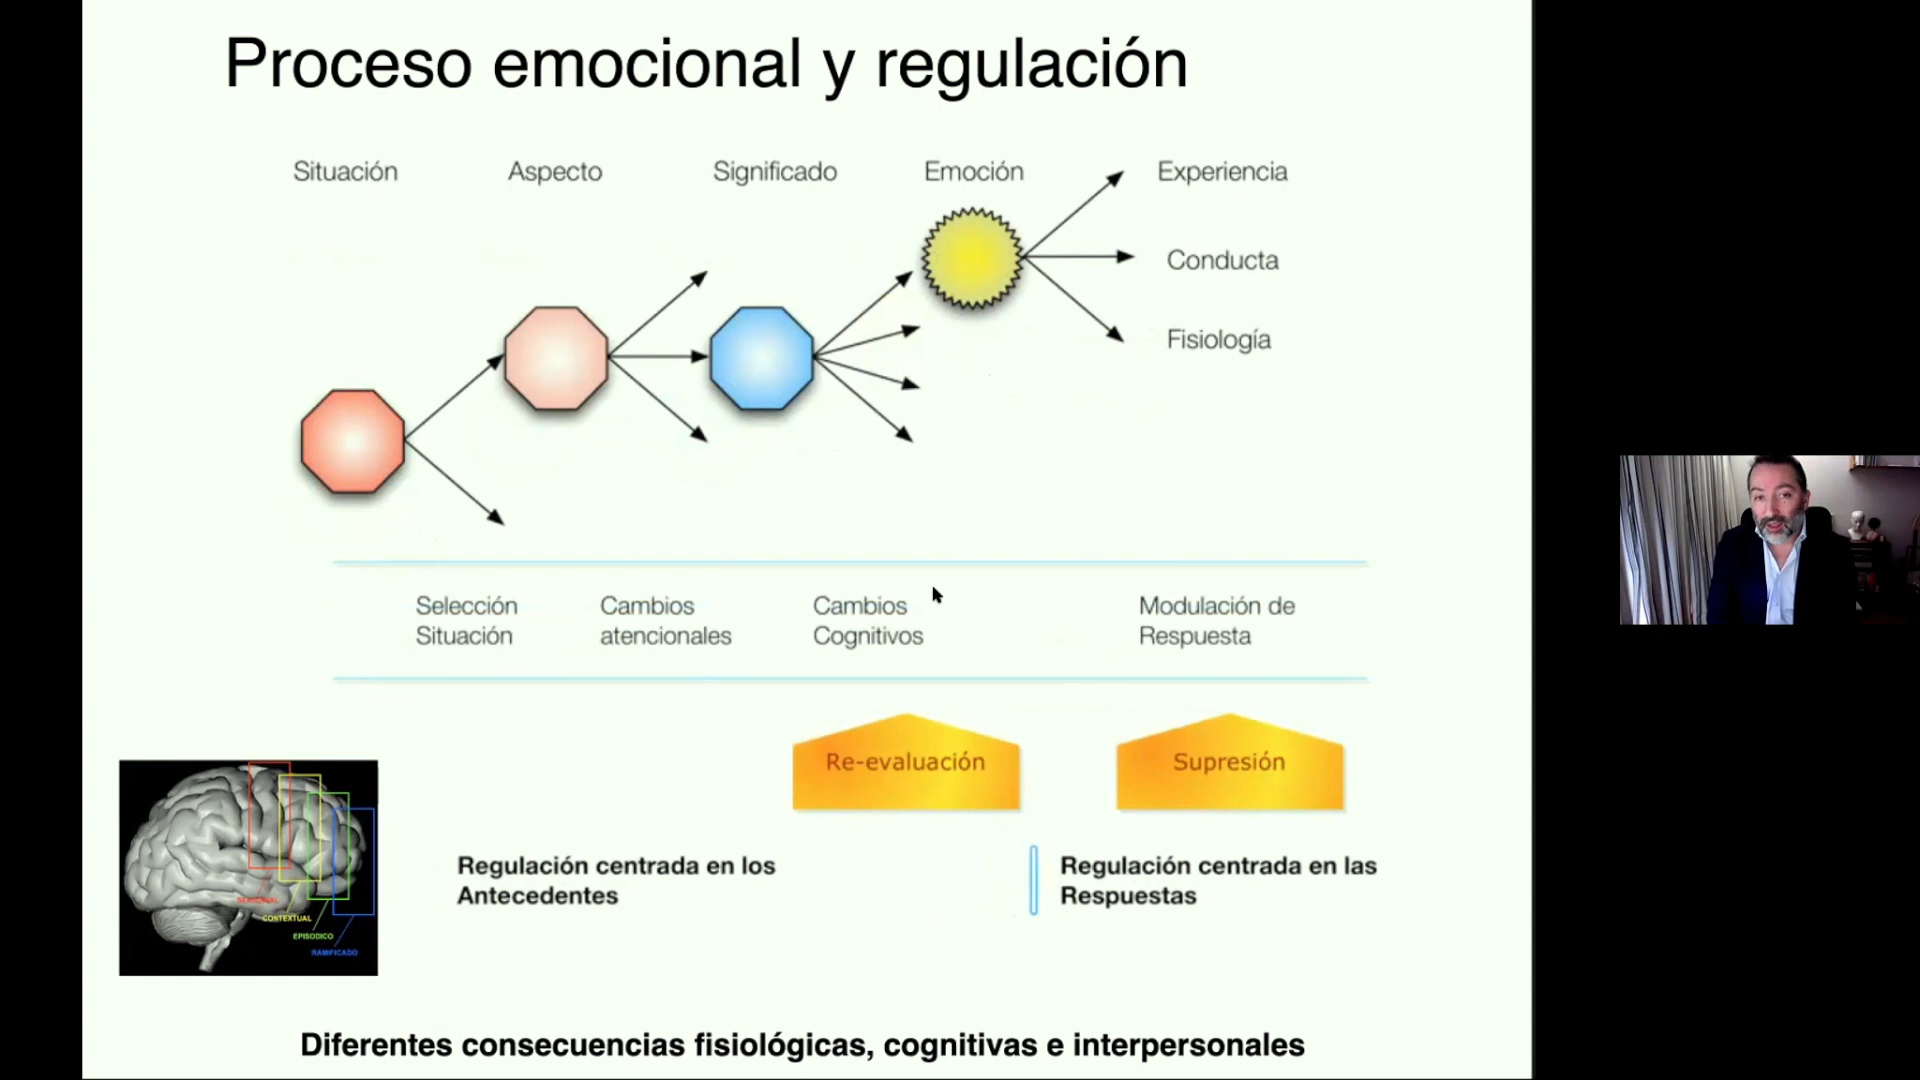 Proceso emocional y regulación
Situación
Aspecto
Significado
Emoción
Experiencia
Conducta
Fisiología
Selección
Situación
Cambios
atencionales
Cambios
Cognitivos
Modulación de
Respuesta
Re-evaluación
Supresión
Regulación centrada en los
Antecedentes
Regulación centrada en las
Respuestas
CONTEXTUAL
EPISODICO
RAMIFICADO
Diferentes consecuencias fisiológicas, cognitivas e interpersonales